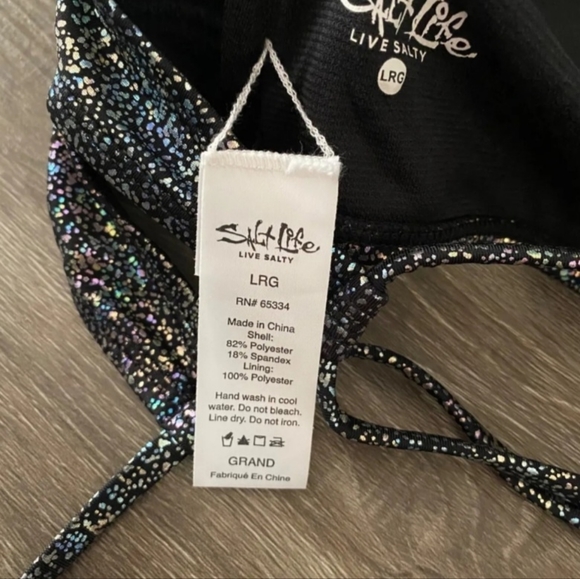 Salt Life
LIVE SALTY
LRG
Salt Life
LIVE SALTY
LRG
RN# 65334
Made in China
Shell:
82% Polyester
18% Spandex
Lining:
100% Polyester
Hand wash in cool
water. Do not bleach.
Line dry. Do not iron.
GRAND
Fabriqué En Chine